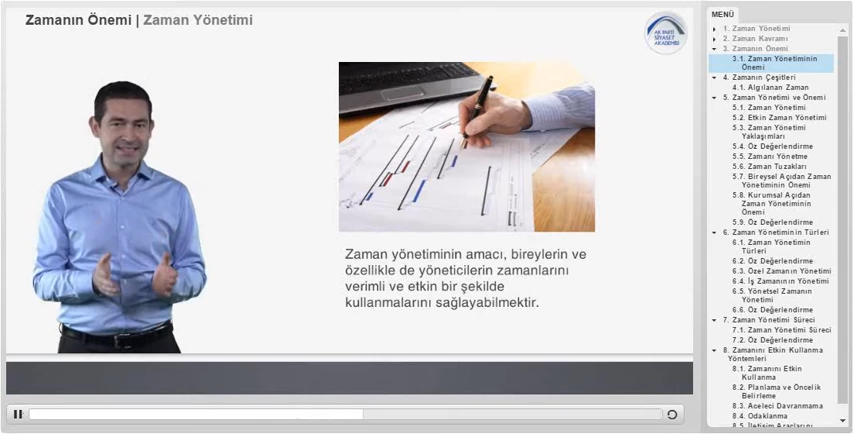 Zamanın Önemi | Zaman Yönetimi
AK PARTİ
SİYASET
AKADEMİSİ
Zaman yönetiminin amacı, bireylerin ve
özellikle de yöneticilerin zamanlarını
verimli ve etkin bir şekilde
kullanmalarını sağlayabilmektir.
MENÜ
1. Zaman Yönetimi
2. Zaman Kavramı
3. Zamanın Önemi
3.1. Zaman Yönetiminin
Önemi
4. Zamanın Çeşitleri
4.1. Algılanan Zaman
5. Zaman Yönetimi ve Önemi
5.1. Zaman Yönetimi
5.2. Etkin Zaman Yönetimi
5.3. Zaman Yönetimi
Yaklaşımları
5.4. Öz Değerlendirme
5.5. Zamanı Yönetme
5.6. Zaman Tuzakları
5.7. Bireysel Açıdan Zaman
Yönetiminin Önemi
5.8. Kurumsal Açıdan
Zaman Yönetiminin
Önemi
5.9. Öz Değerlendirme
6. Zaman Yönetiminin Türleri
6.1. Zaman Yönetimin
Türleri
6.2. Öz Değerlendirme
6.3. Özel Zamanın Yönetimi
6.4. İş Zamanının Yönetimi
6.5. Yönetsel Zamanın
Yönetimi
6.6. Öz Değerlendirme
7. Zaman Yönetimi Süreci
7.1. Zaman Yönetimi Süreci
7.2. Öz Değerlendirme
8. Zamanını Etkin Kullanma
Yöntemleri
8.1. Zamanını Etkin
Kullanma
8.2. Planlama ve Öncelik
Belirleme
8.3. Aceleci Davranmama
8.4. Odaklanma
8.5. İletişim Araçlarını